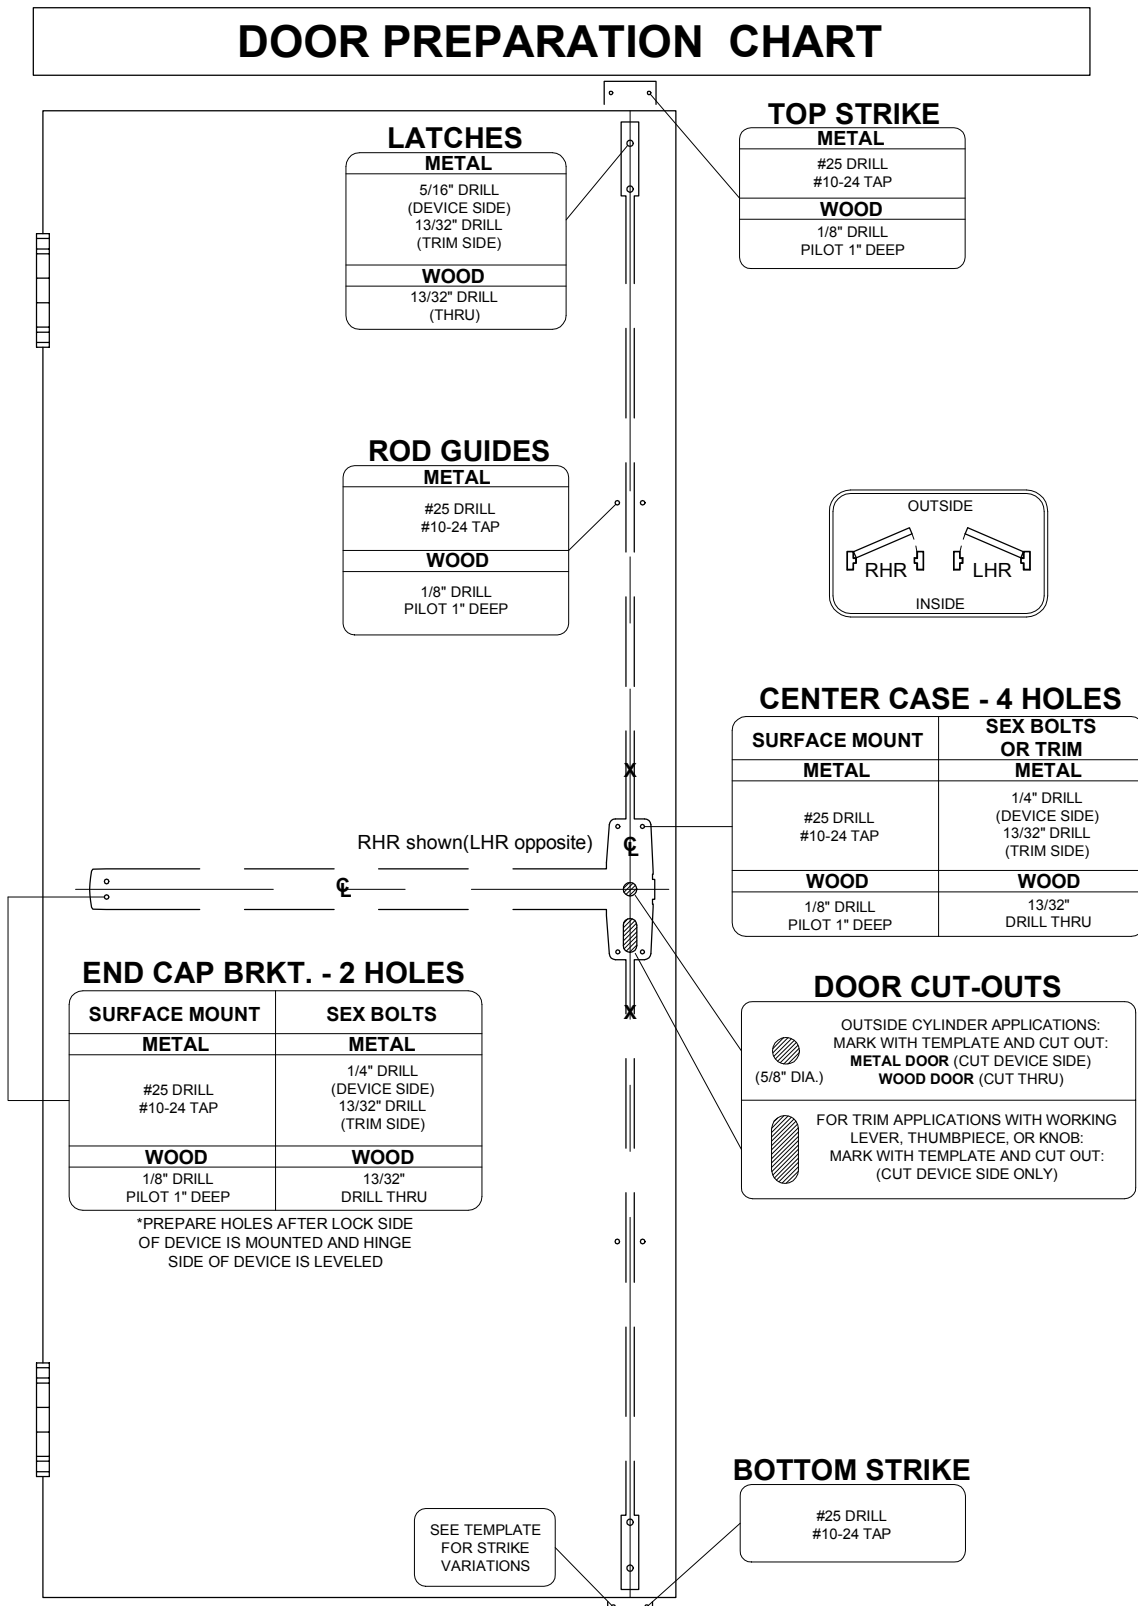 DOOR PREPARATION CHART
LATCHES
METAL
5/16" DRILL
(DEVICE SIDE)
13/32" DRILL
(TRIM SIDE)
WOOD
13/32" DRILL
(THRU)
TOP STRIKE
METAL
#25 DRILL
#10-24 TAP
WOOD
1/8" DRILL
PILOT 1" DEEP
ROD GUIDES
METAL
#25 DRILL
#10-24 TAP
WOOD
1/8" DRILL
PILOT 1" DEEP
OUTSIDE
RHR LHR
INSIDE
CENTER CASE - 4 HOLES
SURFACE MOUNT
METAL
#25 DRILL
#10-24 TAP
WOOD
1/8" DRILL
PILOT 1" DEEP
SEX BOLTS
OR TRIM
METAL
1/4" DRILL
(DEVICE SIDE)
13/32" DRILL
(TRIM SIDE)
WOOD
13/32"
DRILL THRU
X
RHR shown(LHR opposite)
℄
℄
X
END CAP BRKT. - 2 HOLES
SURFACE MOUNT
METAL
#25 DRILL
#10-24 TAP
WOOD
1/8" DRILL
PILOT 1" DEEP
SEX BOLTS
METAL
1/4" DRILL
(DEVICE SIDE)
13/32" DRILL
(TRIM SIDE)
WOOD
13/32"
DRILL THRU
*PREPARE HOLES AFTER LOCK SIDE
OF DEVICE IS MOUNTED AND HINGE
SIDE OF DEVICE IS LEVELED
DOOR CUT-OUTS
(5/8" DIA.)
OUTSIDE CYLINDER APPLICATIONS:
MARK WITH TEMPLATE AND CUT OUT:
METAL DOOR (CUT DEVICE SIDE)
WOOD DOOR (CUT THRU)
FOR TRIM APPLICATIONS WITH WORKING
LEVER, THUMBPIECE, OR KNOB:
MARK WITH TEMPLATE AND CUT OUT:
(CUT DEVICE SIDE ONLY)
BOTTOM STRIKE
#25 DRILL
#10-24 TAP
SEE TEMPLATE
FOR STRIKE
VARIATIONS